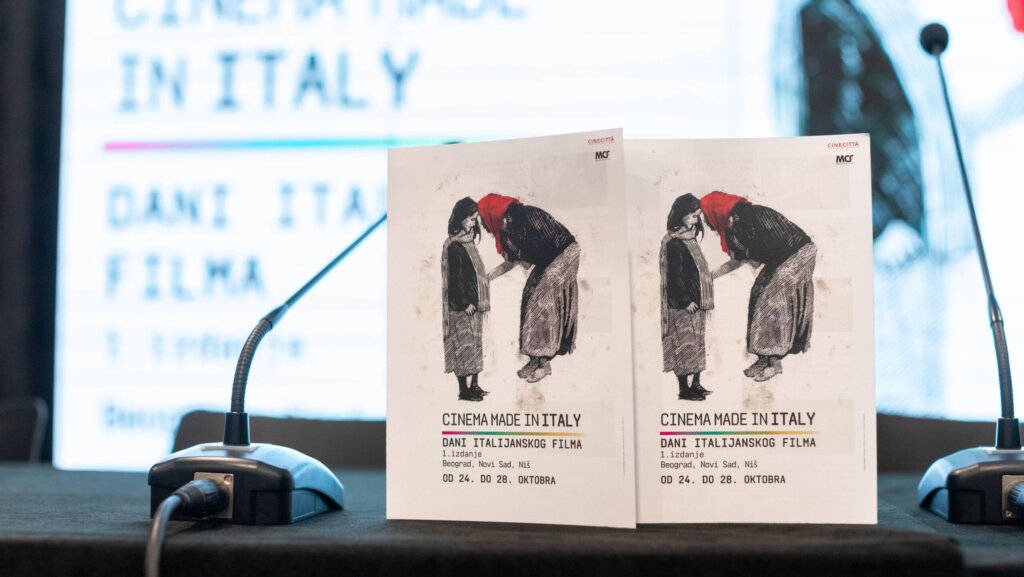 CINEMA MADE
IN ITALY
DANI ITA
FILMA
1.izdanje
CINECITTÀ
MCF
CINEMA MADE IN ITALY
DANI ITALIJANSKOG FILMA
1.izdanje
Beograd, Novi Sad, Niš
OD 24. DO 28. OKTOBRA
CINECITTÀ
MCF
CINEMA MADE IN ITALY
DANI ITALIJANSKOG FILMA
1.izdanje
Beograd, Novi Sad, Niš
OD 24. DO 28. OKTOBRA